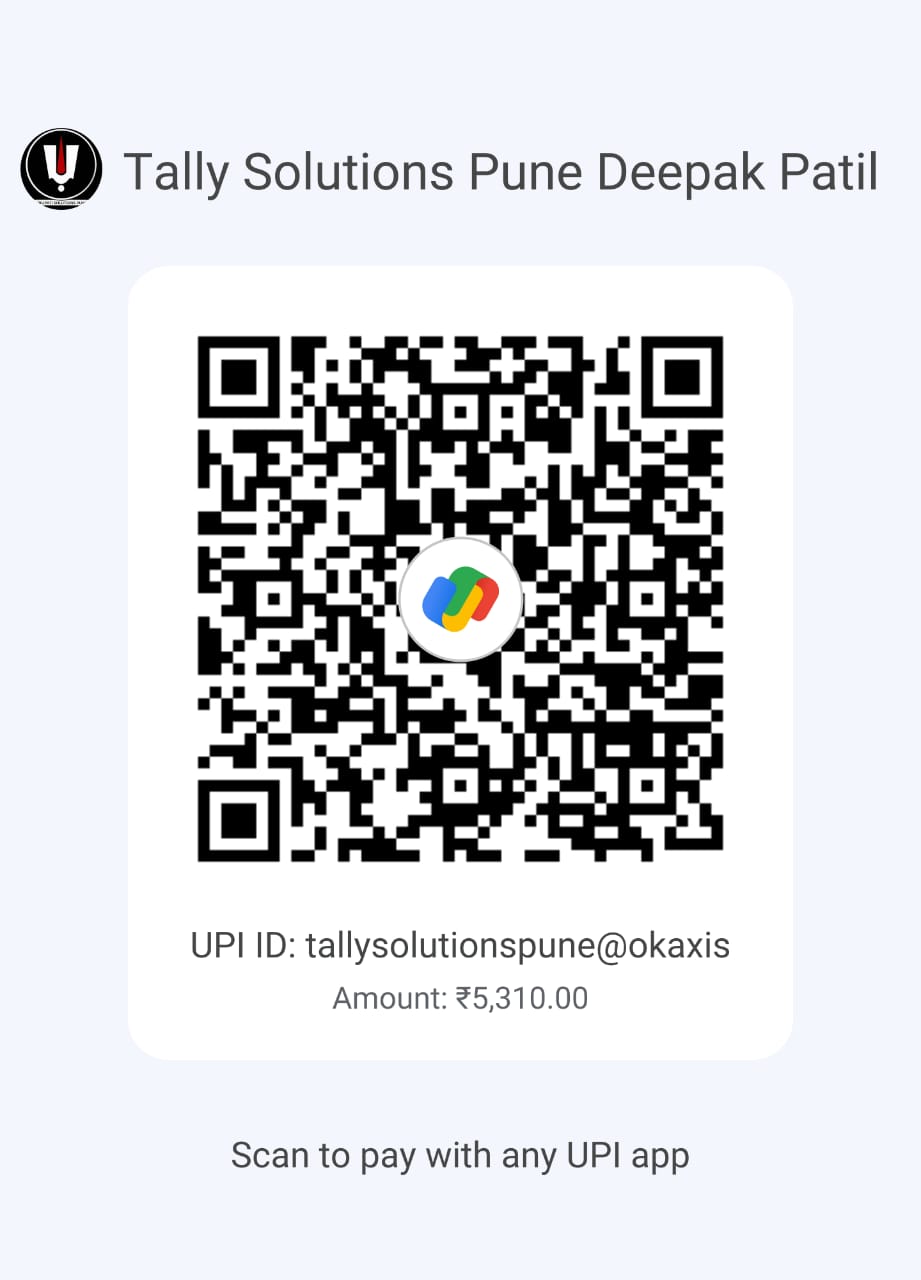 Tally Solutions Pune Deepak Patil
UPI ID: tallysolutionspune@okaxis
Amount: ₹5,310.00
Scan to pay with any UPI app